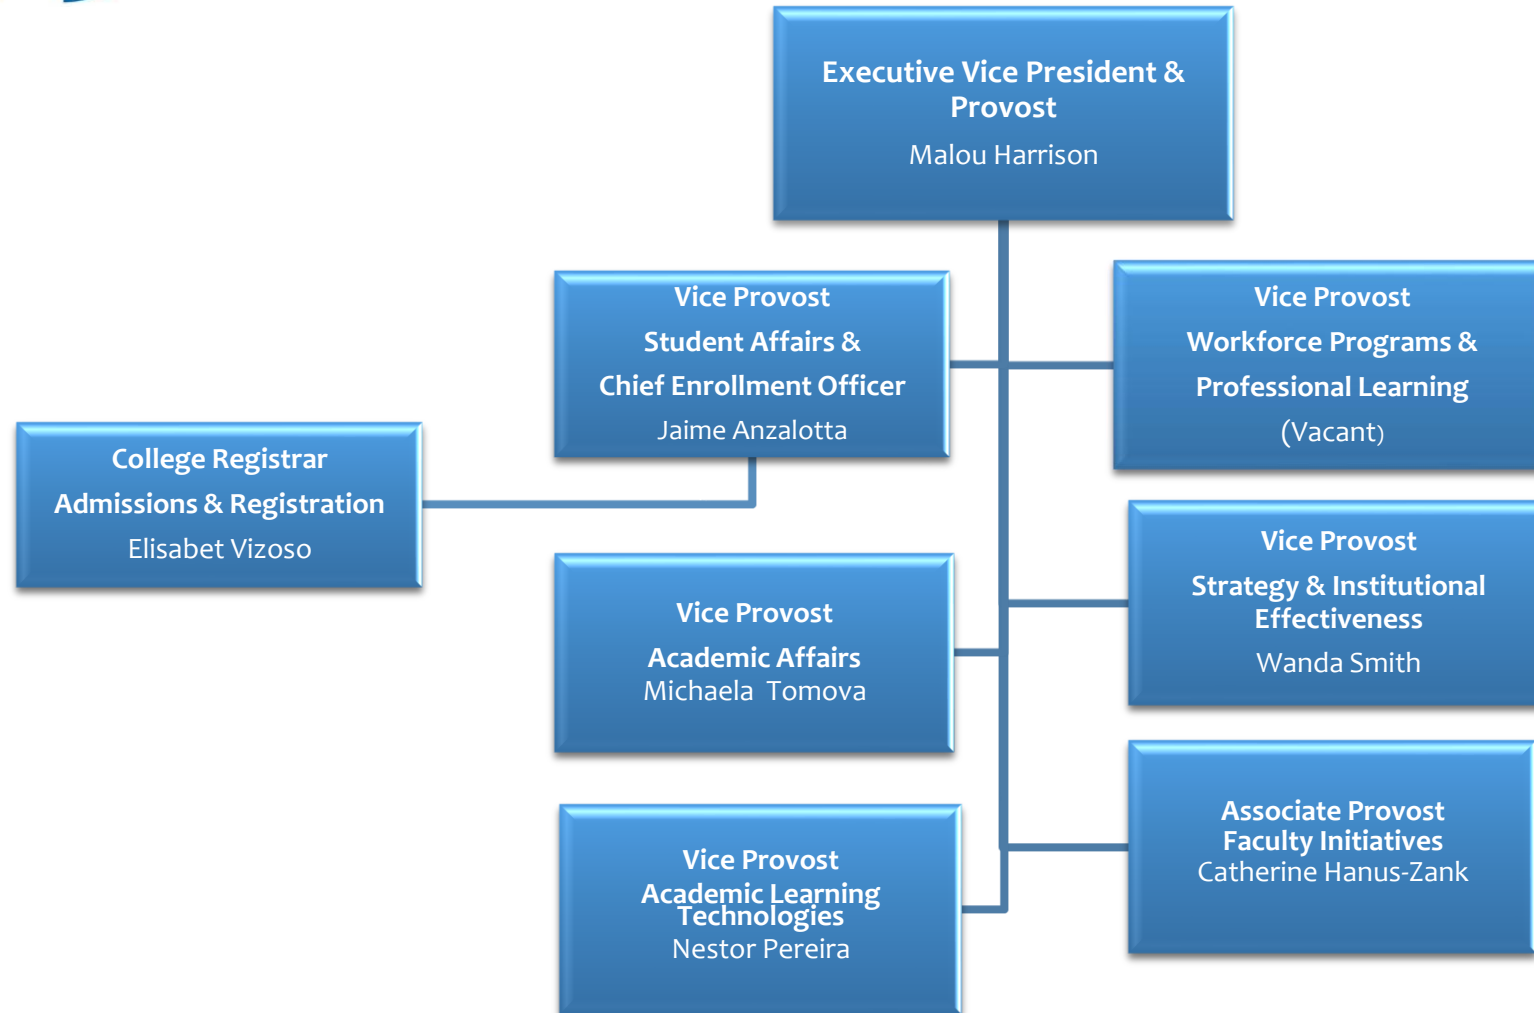 Executive Vice President &
Provost
Malou Harrison
Vice Provost
Student Affairs &
Chief Enrollment Officer
Jaime Anzalotta
Vice Provost
Workforce Programs &
Professional Learning
(Vacant)
College Registrar
Admissions & Registration
Elisabet Vizoso
Vice Provost
Strategy & Institutional
Effectiveness
Wanda Smith
Vice Provost
Academic Affairs
Michaela Tomova
Associate Provost
Faculty Initiatives
Catherine Hanus-Zank
Vice Provost
Academic Learning
Technologies
Nestor Pereira